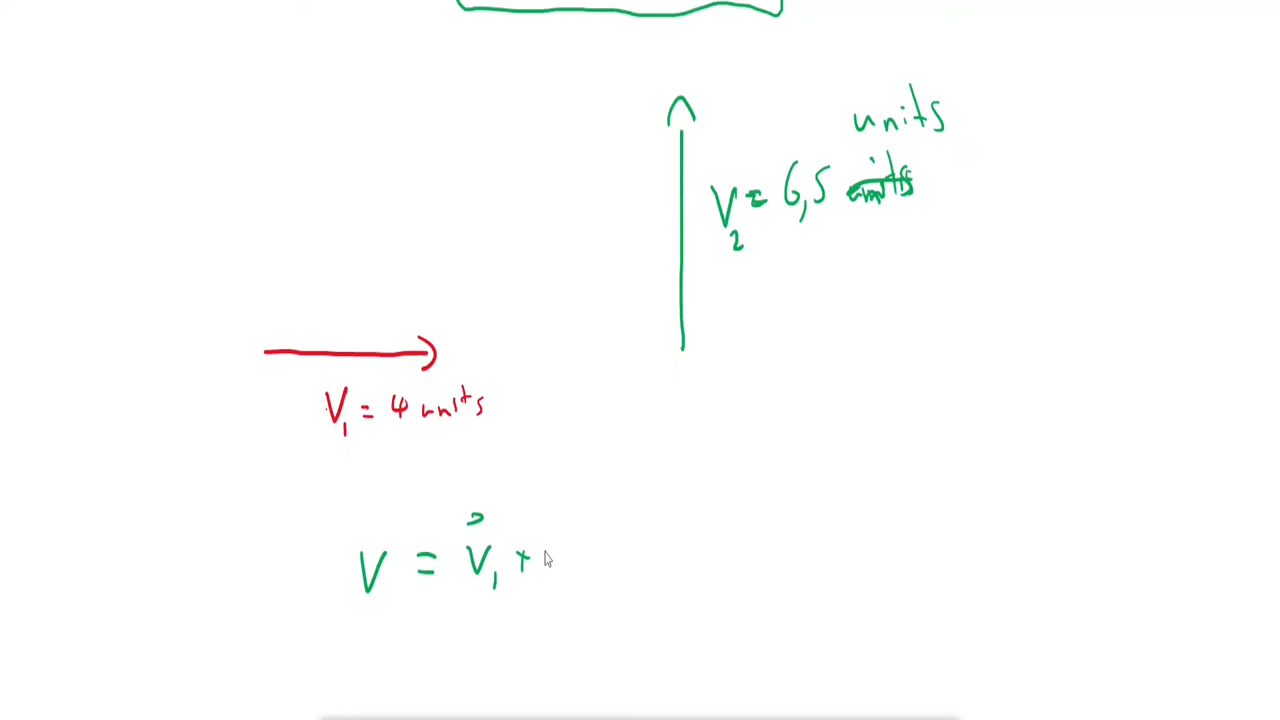 units
V₂ = 6,5
V₁ = 4 units
V = V₁ +